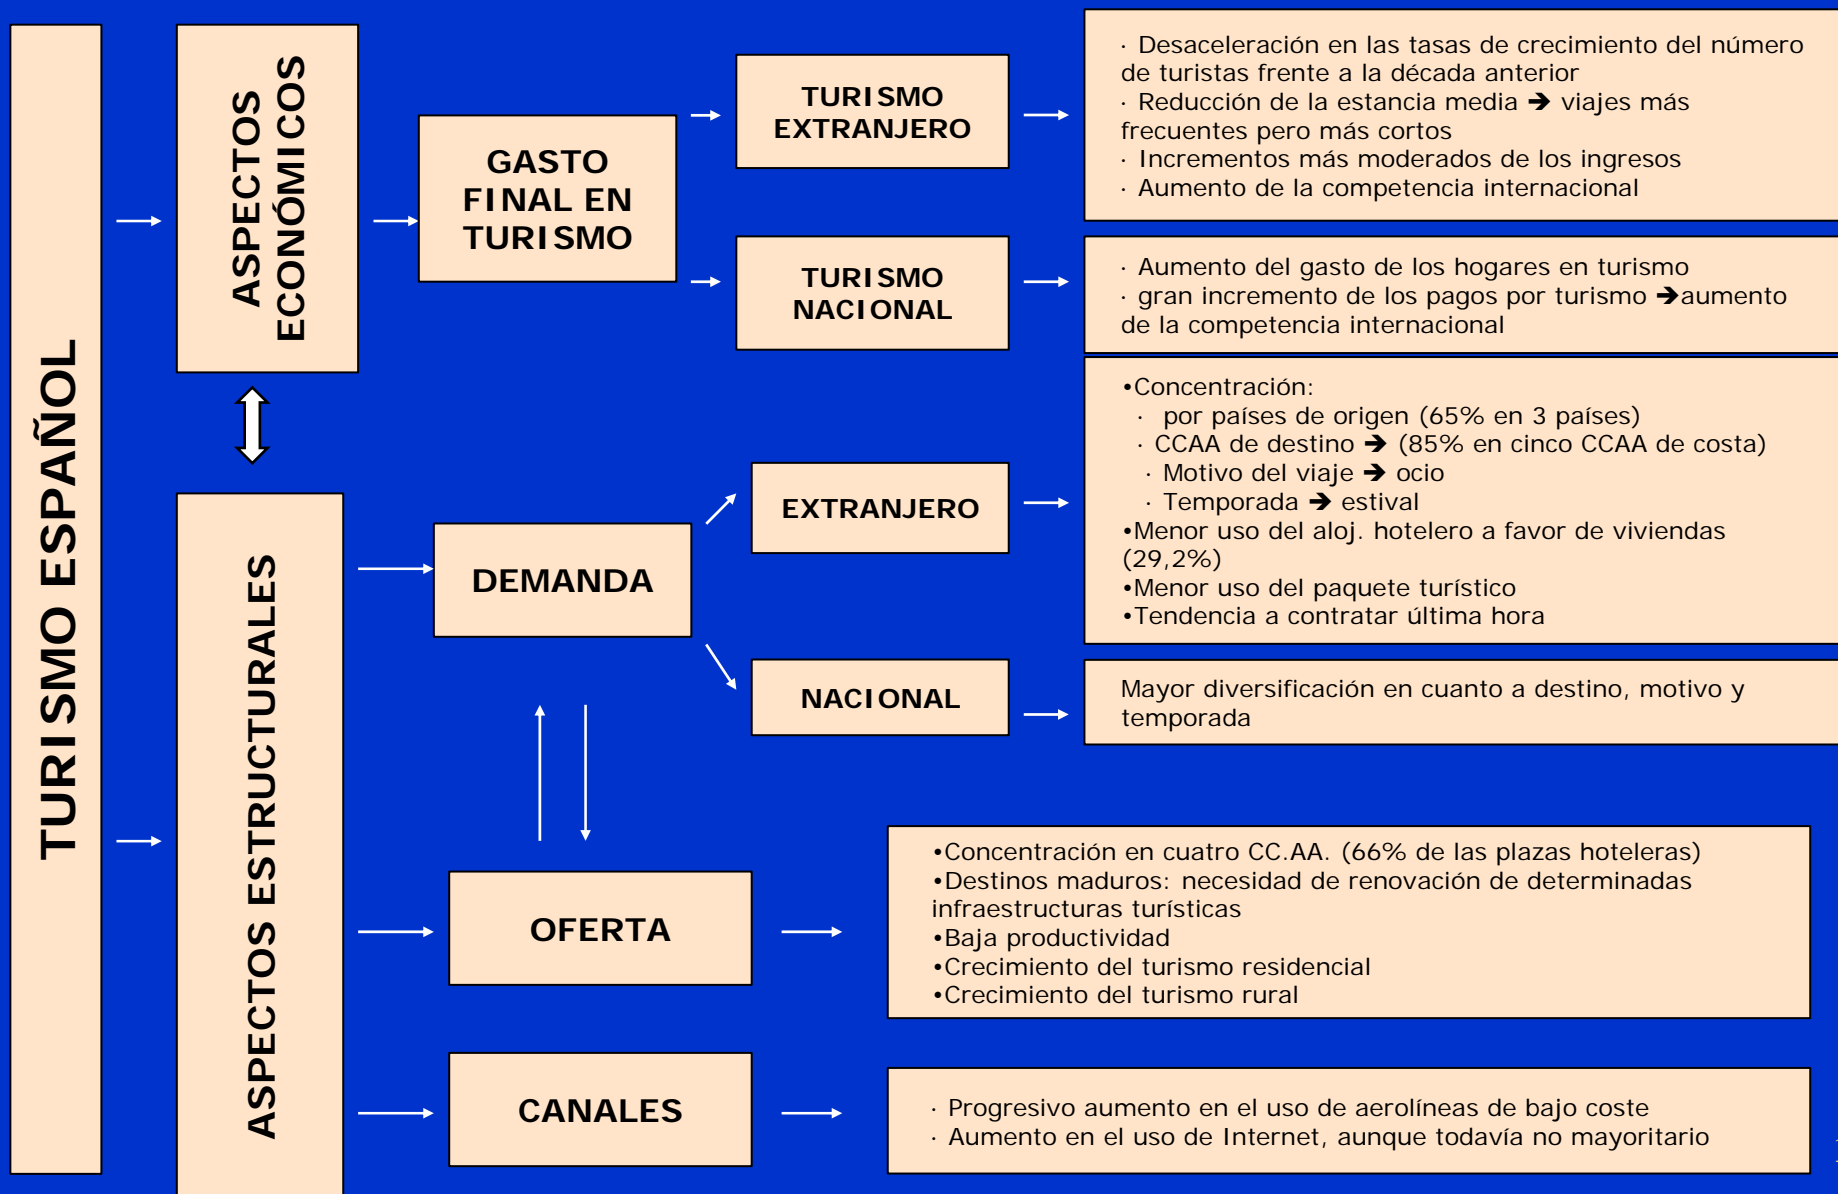 TURISMO ESPAÑOL
ASPECTOS
ECONÓMICOS
GASTO
FINAL EN
TURISMO
TURISMO
EXTRANJERO
· Desaceleración en las tasas de crecimiento del número
de turistas frente a la década anterior
· Reducción de la estancia media ➔ viajes más
frecuentes pero más cortos
· Incrementos más moderados de los ingresos
· Aumento de la competencia internacional
TURISMO
NACIONAL
· Aumento del gasto de los hogares en turismo
· gran incremento de los pagos por turismo ➔aumento
de la competencia internacional
ASPECTOS ESTRUCTURALES
DEMANDA
EXTRANJERO
•Concentración:
· por países de origen (65% en 3 países)
· CCAA de destino ➔ (85% en cinco CCAA de costa)
· Motivo del viaje ➔ ocio
· Temporada ➔ estival
•Menor uso del aloj. hotelero a favor de viviendas
(29,2%)
•Menor uso del paquete turístico
•Tendencia a contratar última hora
NACIONAL
Mayor diversificación en cuanto a destino, motivo y
temporada
OFERTA
•Concentración en cuatro CC.AA. (66% de las plazas hoteleras)
•Destinos maduros: necesidad de renovación de determinadas
infraestructuras turísticas
•Baja productividad
•Crecimiento del turismo residencial
•Crecimiento del turismo rural
CANALES
· Progresivo aumento en el uso de aerolíneas de bajo coste
· Aumento en el uso de Internet, aunque todavía no mayoritario